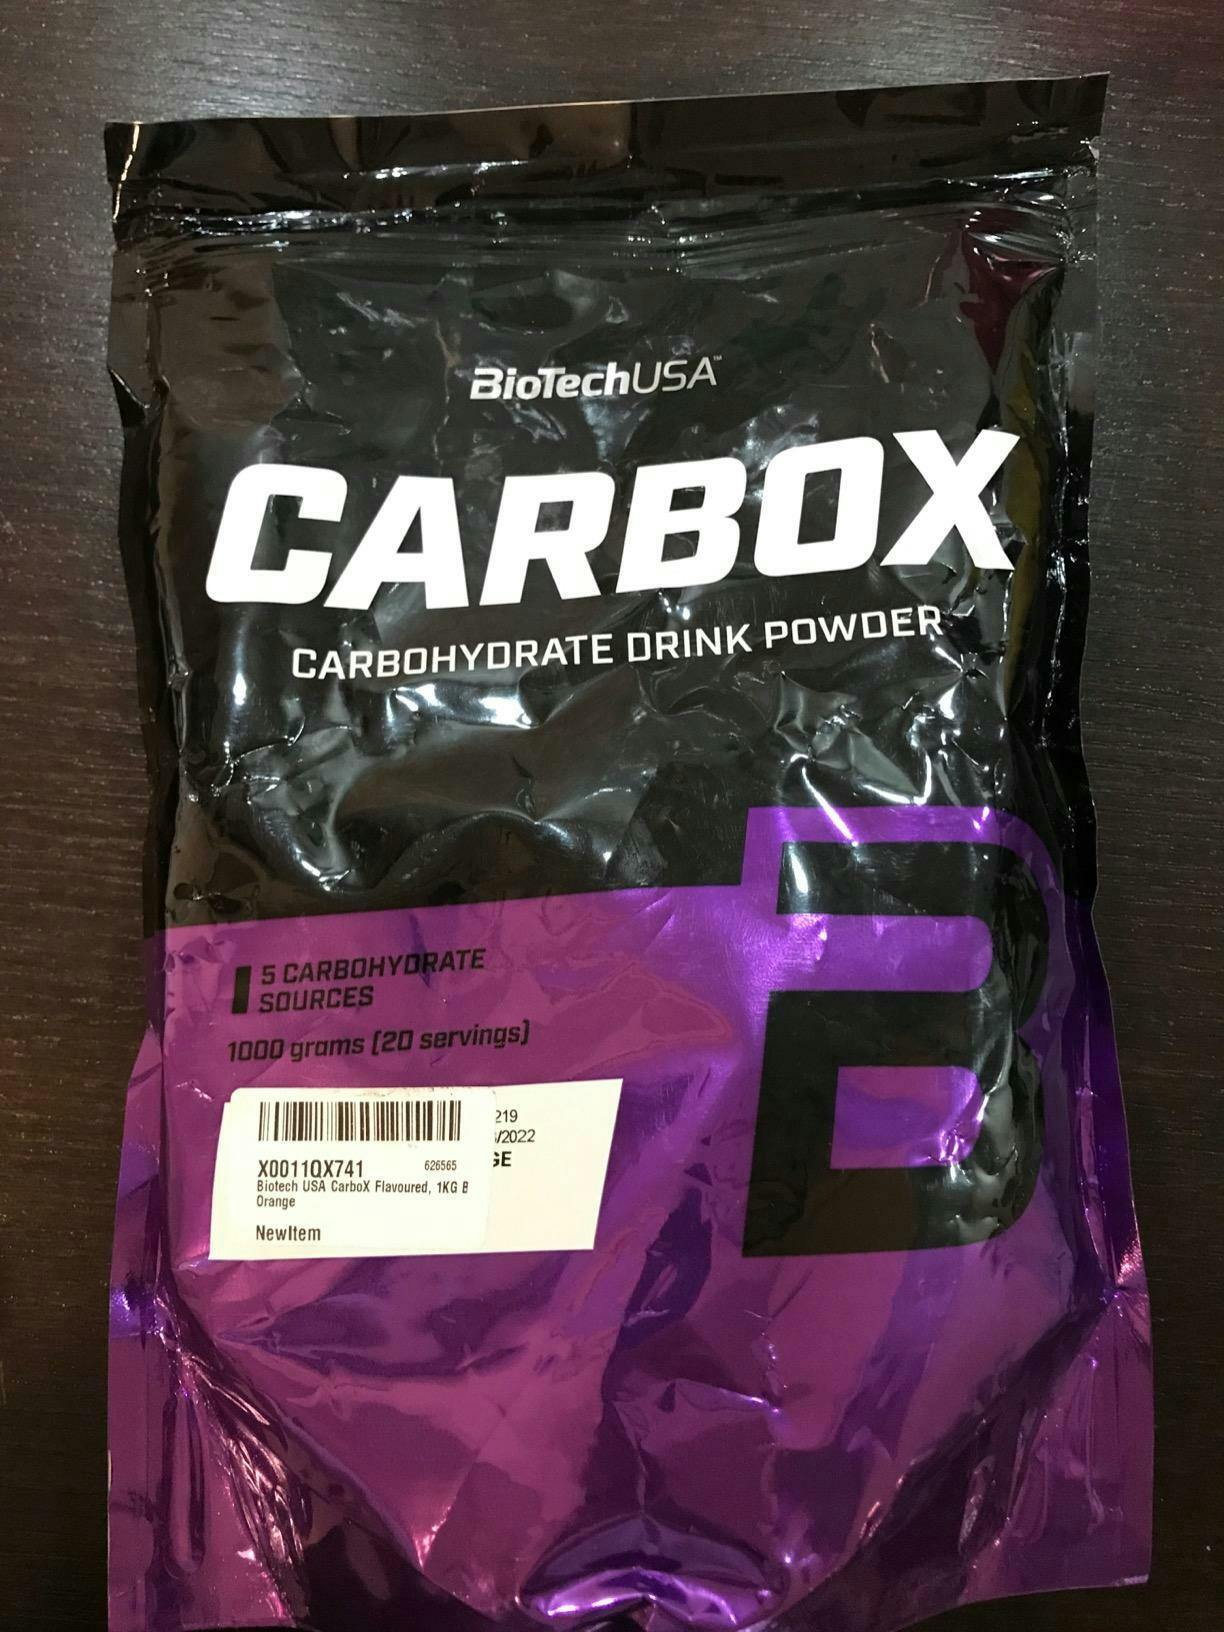 BioTechUSA™
CARBOX
CARBOHYDRATE DRINK POWDER
5 CARBOHYDRATE
SOURCES
1000 grams (20 servings)
219
/2022
GE
X0011QX741 626565
Biotech USA CarboX Flavoured, 1KG B
Orange
NewItem